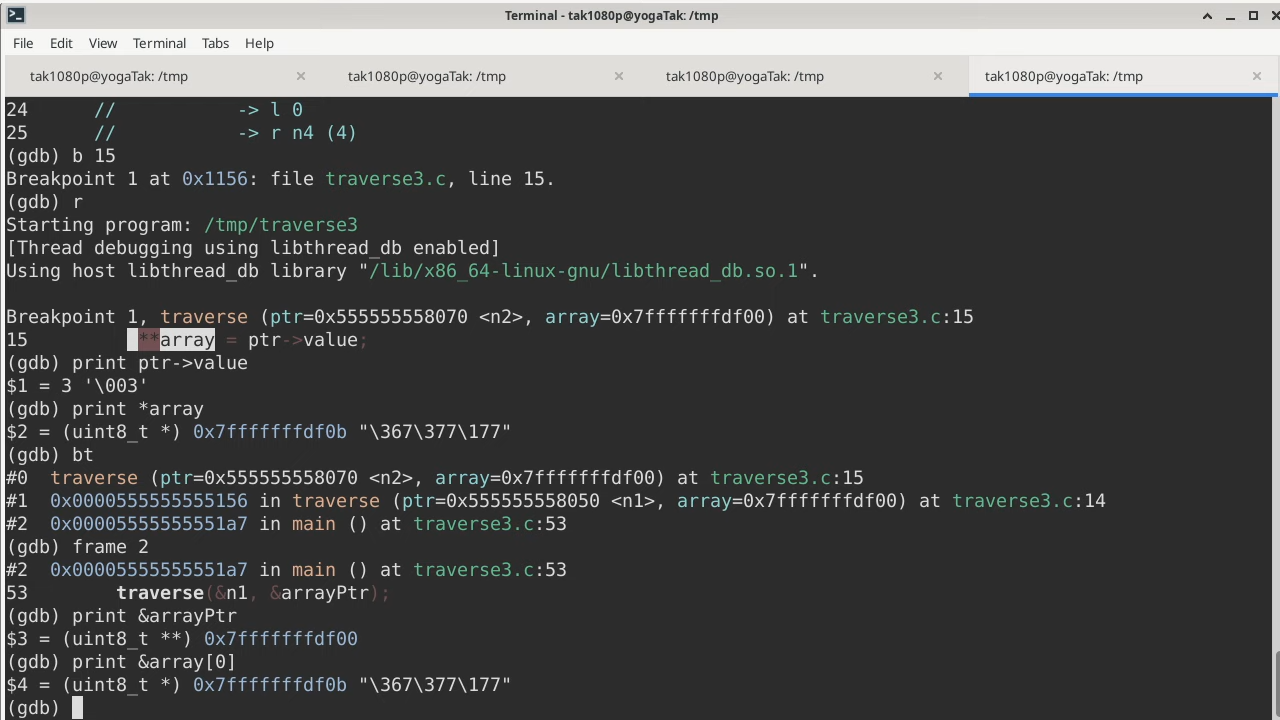 Terminal - tak1080p@yogaTak: /tmp
File Edit View Terminal Tabs Help
tak1080p@yogaTak: /tmp tak1080p@yogaTak: /tmp tak1080p@yogaTak: /tmp tak1080p@yogaTak: /tmp
24      //           -> l 0
25      //           -> r n4 (4)
(gdb) b 15
Breakpoint 1 at 0x1156: file traverse3.c, line 15.
(gdb) r
Starting program: /tmp/traverse3
[Thread debugging using libthread_db enabled]
Using host libthread_db library "/lib/x86_64-linux-gnu/libthread_db.so.1".
Breakpoint 1, traverse (ptr=0x555555558070 <n2>, array=0x7fffffffdf00) at traverse3.c:15
15          **array = ptr->value;
(gdb) print ptr->value
$1 = 3 '\003'
(gdb) print *array
$2 = (uint8_t *) 0x7fffffffdf0b "\367\377\177"
(gdb) bt
#0  traverse (ptr=0x555555558070 <n2>, array=0x7fffffffdf00) at traverse3.c:15
#1  0x0000555555555156 in traverse (ptr=0x555555558050 <n1>, array=0x7fffffffdf00) at traverse3.c:14
#2  0x00005555555551a7 in main () at traverse3.c:53
(gdb) frame 2
#2  0x00005555555551a7 in main () at traverse3.c:53
53        traverse(&n1, &arrayPtr);
(gdb) print &arrayPtr
$3 = (uint8_t **) 0x7fffffffdf00
(gdb) print &array[0]
$4 = (uint8_t *) 0x7fffffffdf0b "\367\377\177"
(gdb)